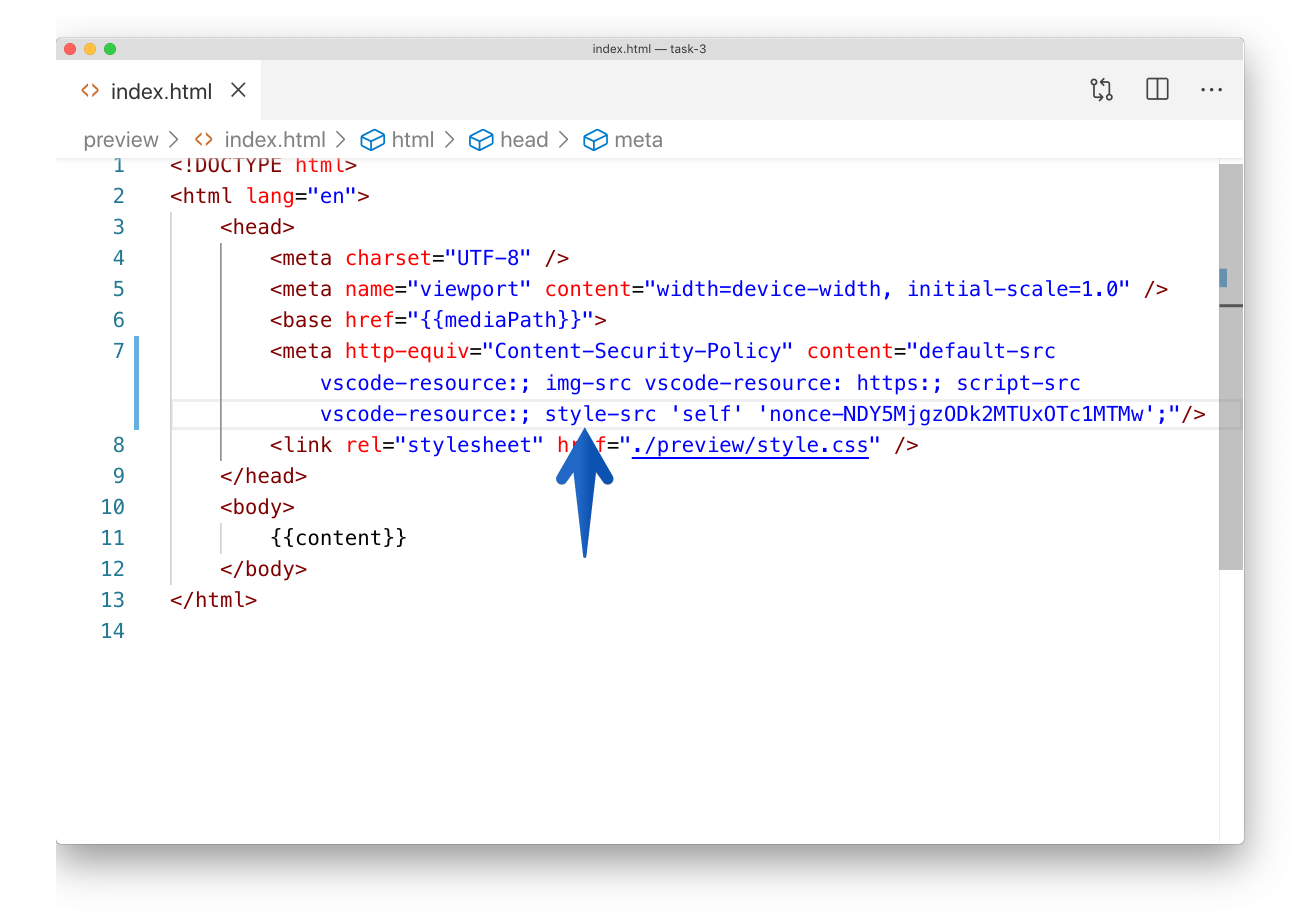 index.html — task-3
index.html
preview > index.html > html > head > meta
1 <!DOCTYPE html>
2 <html lang="en">
3 <head>
4 <meta charset="UTF-8" />
5 <meta name="viewport" content="width=device-width, initial-scale=1.0" />
6 <base href="{{mediaPath}}">
7 <meta http-equiv="Content-Security-Policy" content="default-src
vscode-resource:; img-src vscode-resource: https:; script-src
vscode-resource:; style-src 'self' 'nonce-NDY5MjgzODk2MTUxOTc1MTMw';"/>
8 <link rel="stylesheet" href="./preview/style.css" />
9 </head>
10 <body>
11 {{content}}
12 </body>
13 </html>
14